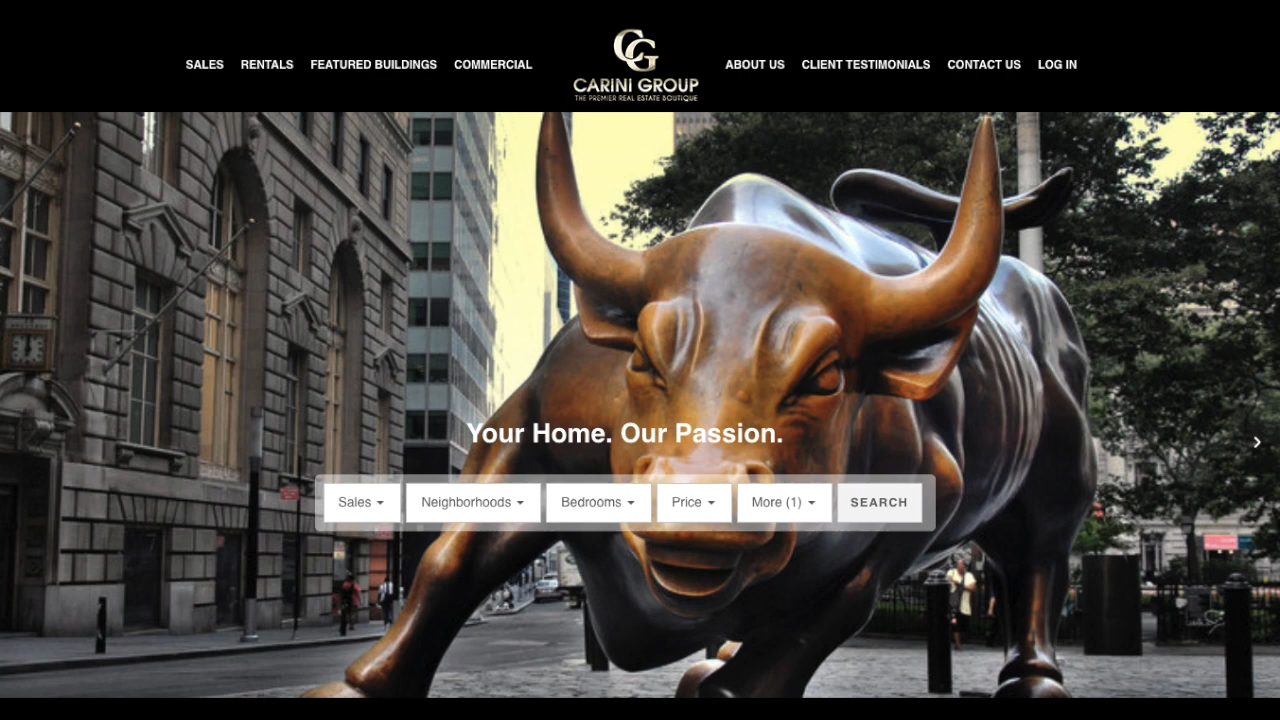 SALES RENTALS FEATURED BUILDINGS COMMERCIAL
CG
CARINI GROUP
THE PREMIER REAL ESTATE BOUTIQUE
ABOUT US CLIENT TESTIMONIALS CONTACT US LOG IN
Your Home. Our Passion.
Sales Neighborhoods Bedrooms Price More (1) SEARCH